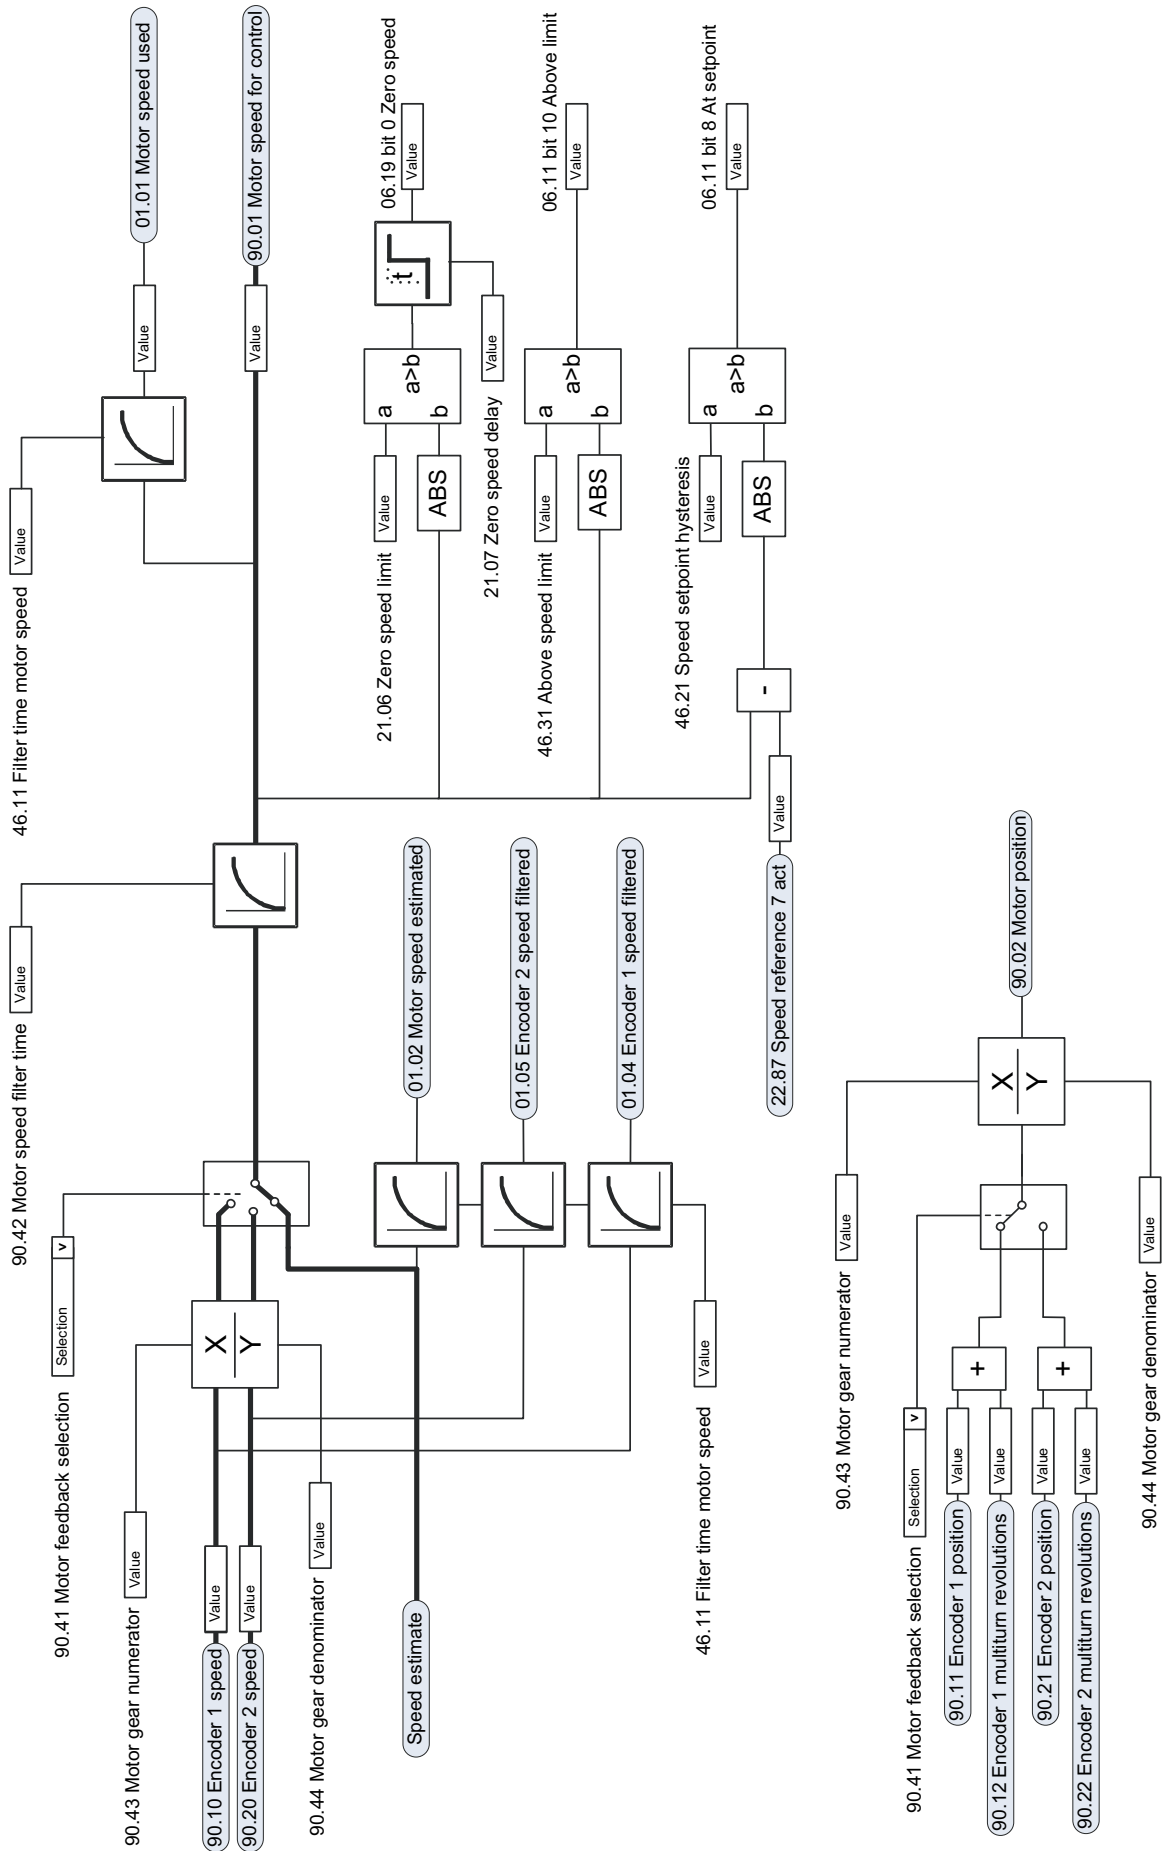 90.43 Motor gear numerator
Value
90.41 Motor feedback selection
Selection
v
90.42 Motor speed filter time
Value
46.11 Filter time motor speed
Value
90.10 Encoder 1 speed
Value
90.20 Encoder 2 speed
Value
X
Y
90.44 Motor gear denominator
Value
Value
01.01 Motor speed used
Value
90.01 Motor speed for control
Speed estimate
01.02 Motor speed estimated
01.05 Encoder 2 speed filtered
01.04 Encoder 1 speed filtered
46.11 Filter time motor speed
Value
21.06 Zero speed limit
Value
ABS
a
a>b
b
t
06.19 bit 0 Zero speed
Value
21.07 Zero speed delay
Value
46.31 Above speed limit
Value
ABS
a
a>b
b
06.11 bit 10 Above limit
Value
46.21 Speed setpoint hysteresis
Value
-
ABS
a
a>b
b
06.11 bit 8 At setpoint
Value
22.87 Speed reference 7 act
Value
90.43 Motor gear numerator
Value
90.41 Motor feedback selection
Selection
v
90.11 Encoder 1 position
Value
+
90.12 Encoder 1 multiturn revolutions
Value
90.21 Encoder 2 position
Value
+
90.22 Encoder 2 multiturn revolutions
Value
X
Y
90.02 Motor position
90.44 Motor gear denominator
Value